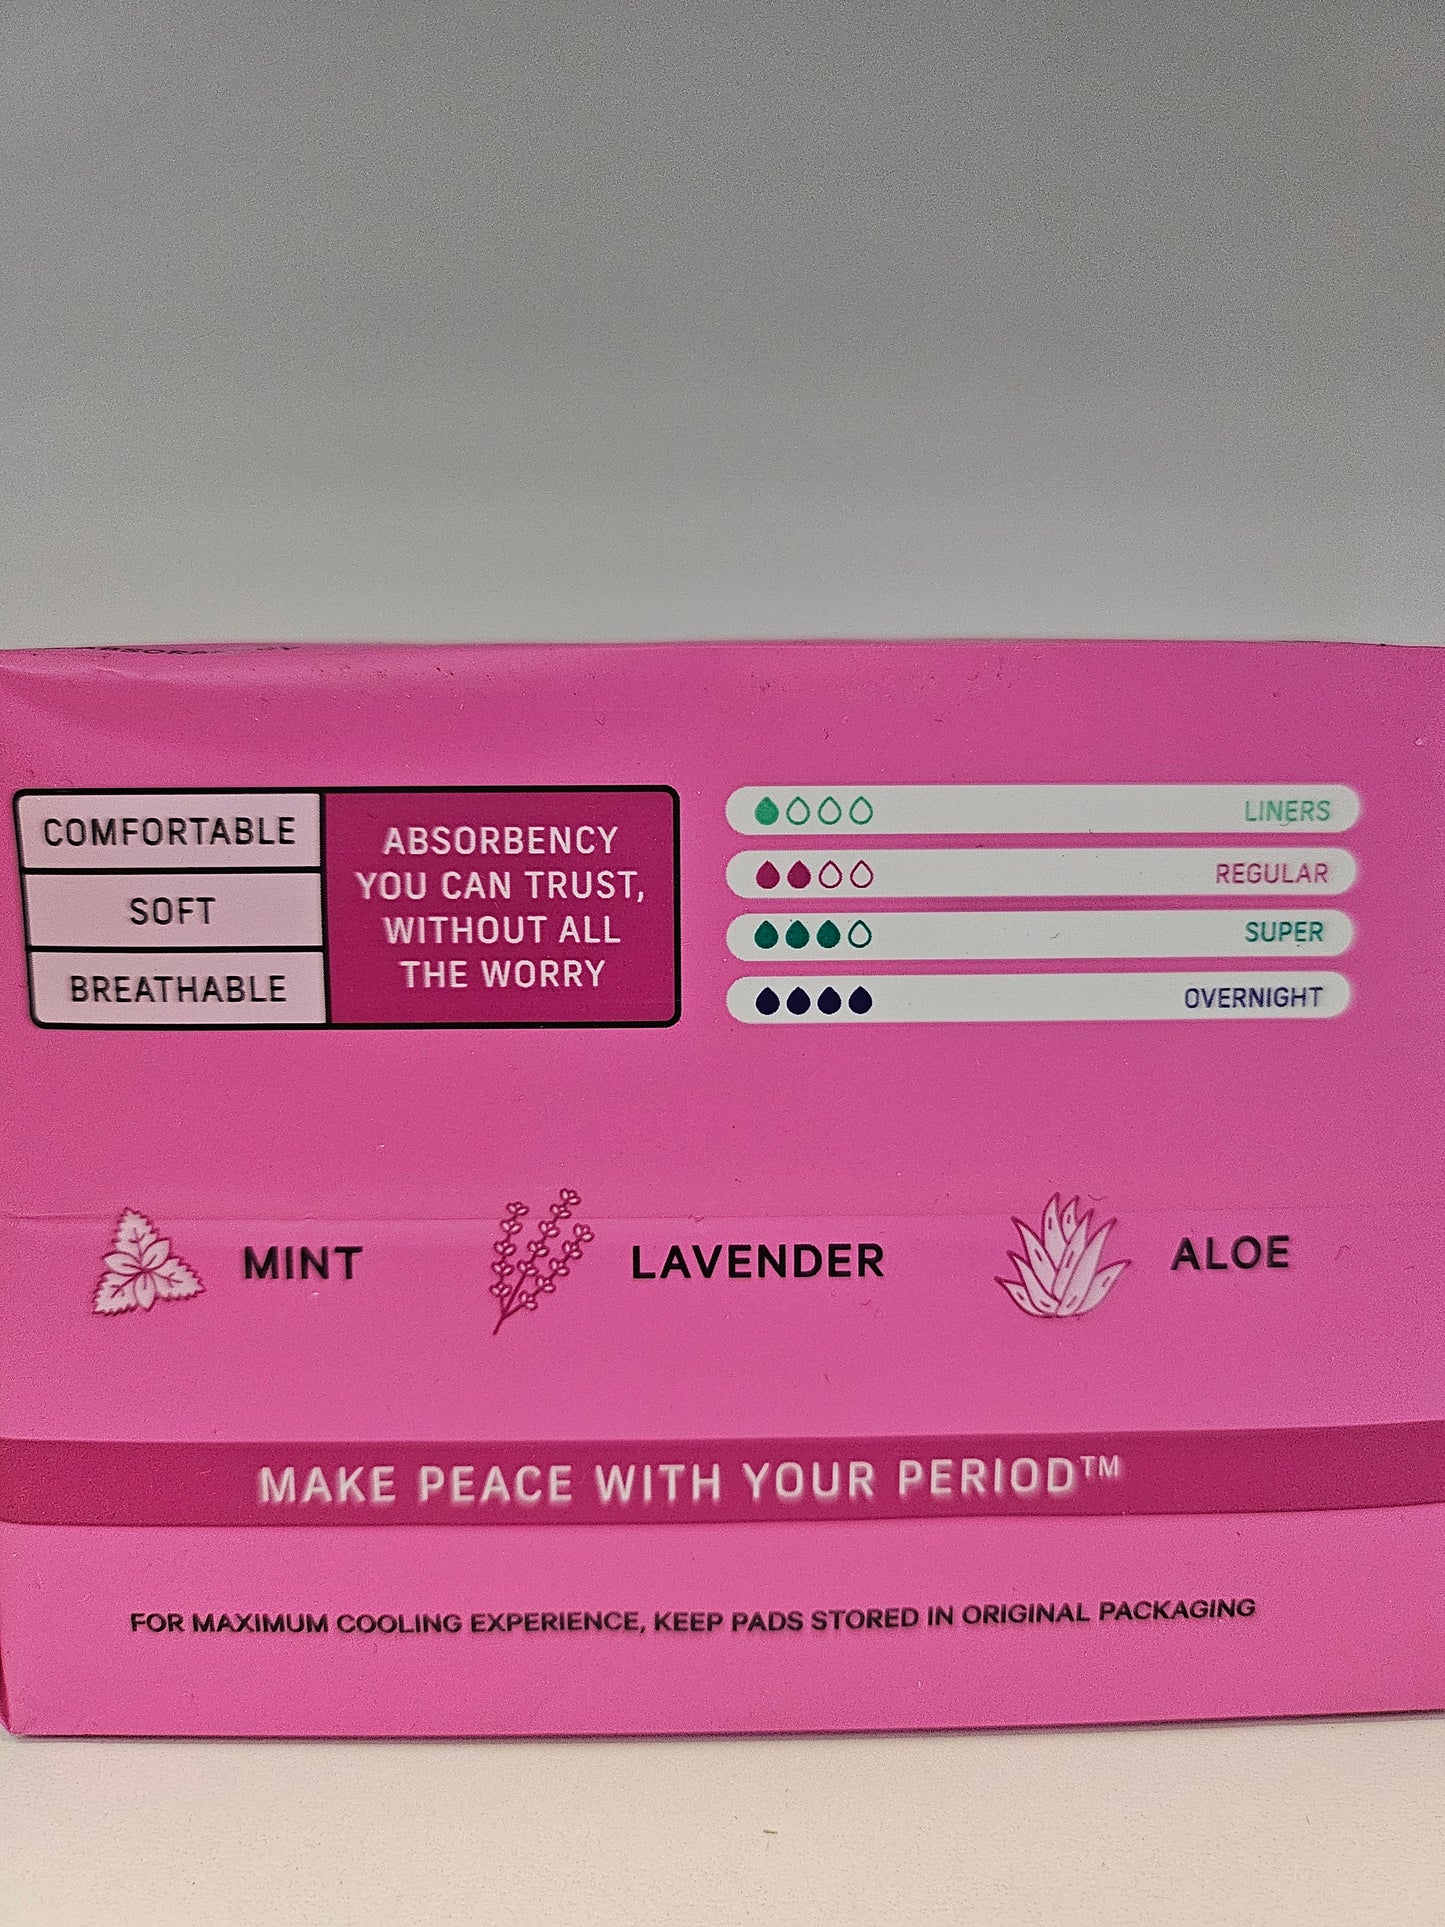 COMFORTABLE
SOFT
BREATHABLE
ABSORBENCY
YOU CAN TRUST,
WITHOUT ALL
THE WORRY
LINERS
REGULAR
SUPER
OVERNIGHT
MINT
LAVENDER
ALOE
MAKE PEACE WITH YOUR PERIOD™
FOR MAXIMUM COOLING EXPERIENCE, KEEP PADS STORED IN ORIGINAL PACKAGING